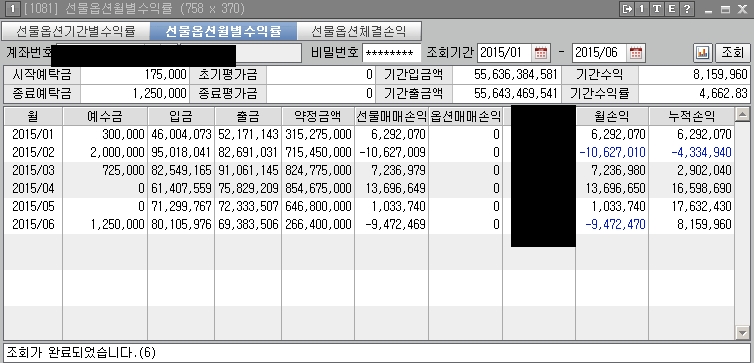 1 [1081] 선물옵션월별수익률 (758 x 370) 1 T E ?
선물옵션기간별수익률 선물옵션월별수익률 선물옵션체결손익
계좌번호 비밀번호 ******** 조회기간 2015/01 - 2015/06 조회
시작예탁금 175,000 초기평가금 0 기간입금액 55,636,384,581 기간수익 8,159,960
종료예탁금 1,250,000 종료평가금 0 기간출금액 55,643,469,541 기간수익률 4,662.83
월 예수금 입금 출금 약정금액 선물매매손익 옵션매매손익 월손익 누적손익
2015/01 300,000 46,004,073 52,171,143 315,275,000 6,292,070 0 6,292,070 6,292,070
2015/02 2,000,000 95,018,041 82,691,031 715,450,000 -10,627,009 0 -10,627,010 -4,334,940
2015/03 725,000 82,549,165 91,061,145 824,775,000 7,236,979 0 7,236,980 2,902,040
2015/04 0 61,407,559 75,829,209 854,675,000 13,696,649 0 13,696,650 16,598,690
2015/05 0 71,299,767 72,333,507 646,800,000 1,033,740 0 1,033,740 17,632,430
2015/06 1,250,000 80,105,976 69,383,506 266,400,000 -9,472,469 0 -9,472,470 8,159,960
조회가 완료되었습니다.(6)